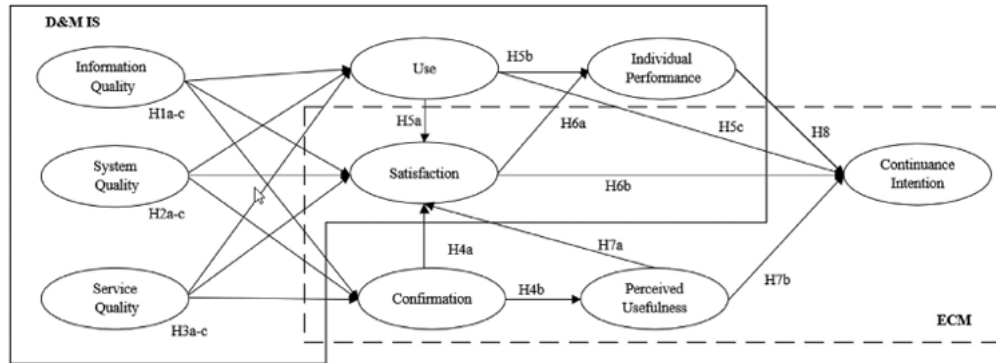 D&M IS
Information
Quality
H1a-c
Use
H5b
Individual
Performance
H5a
H6a
H5c
H8
System
Quality
H2a-c
Satisfaction
H6b
Continuance
Intention
H4a
H7a
Service
Quality
H3a-c
Confirmation
H4b
Perceived
Usefulness
H7b
ECM